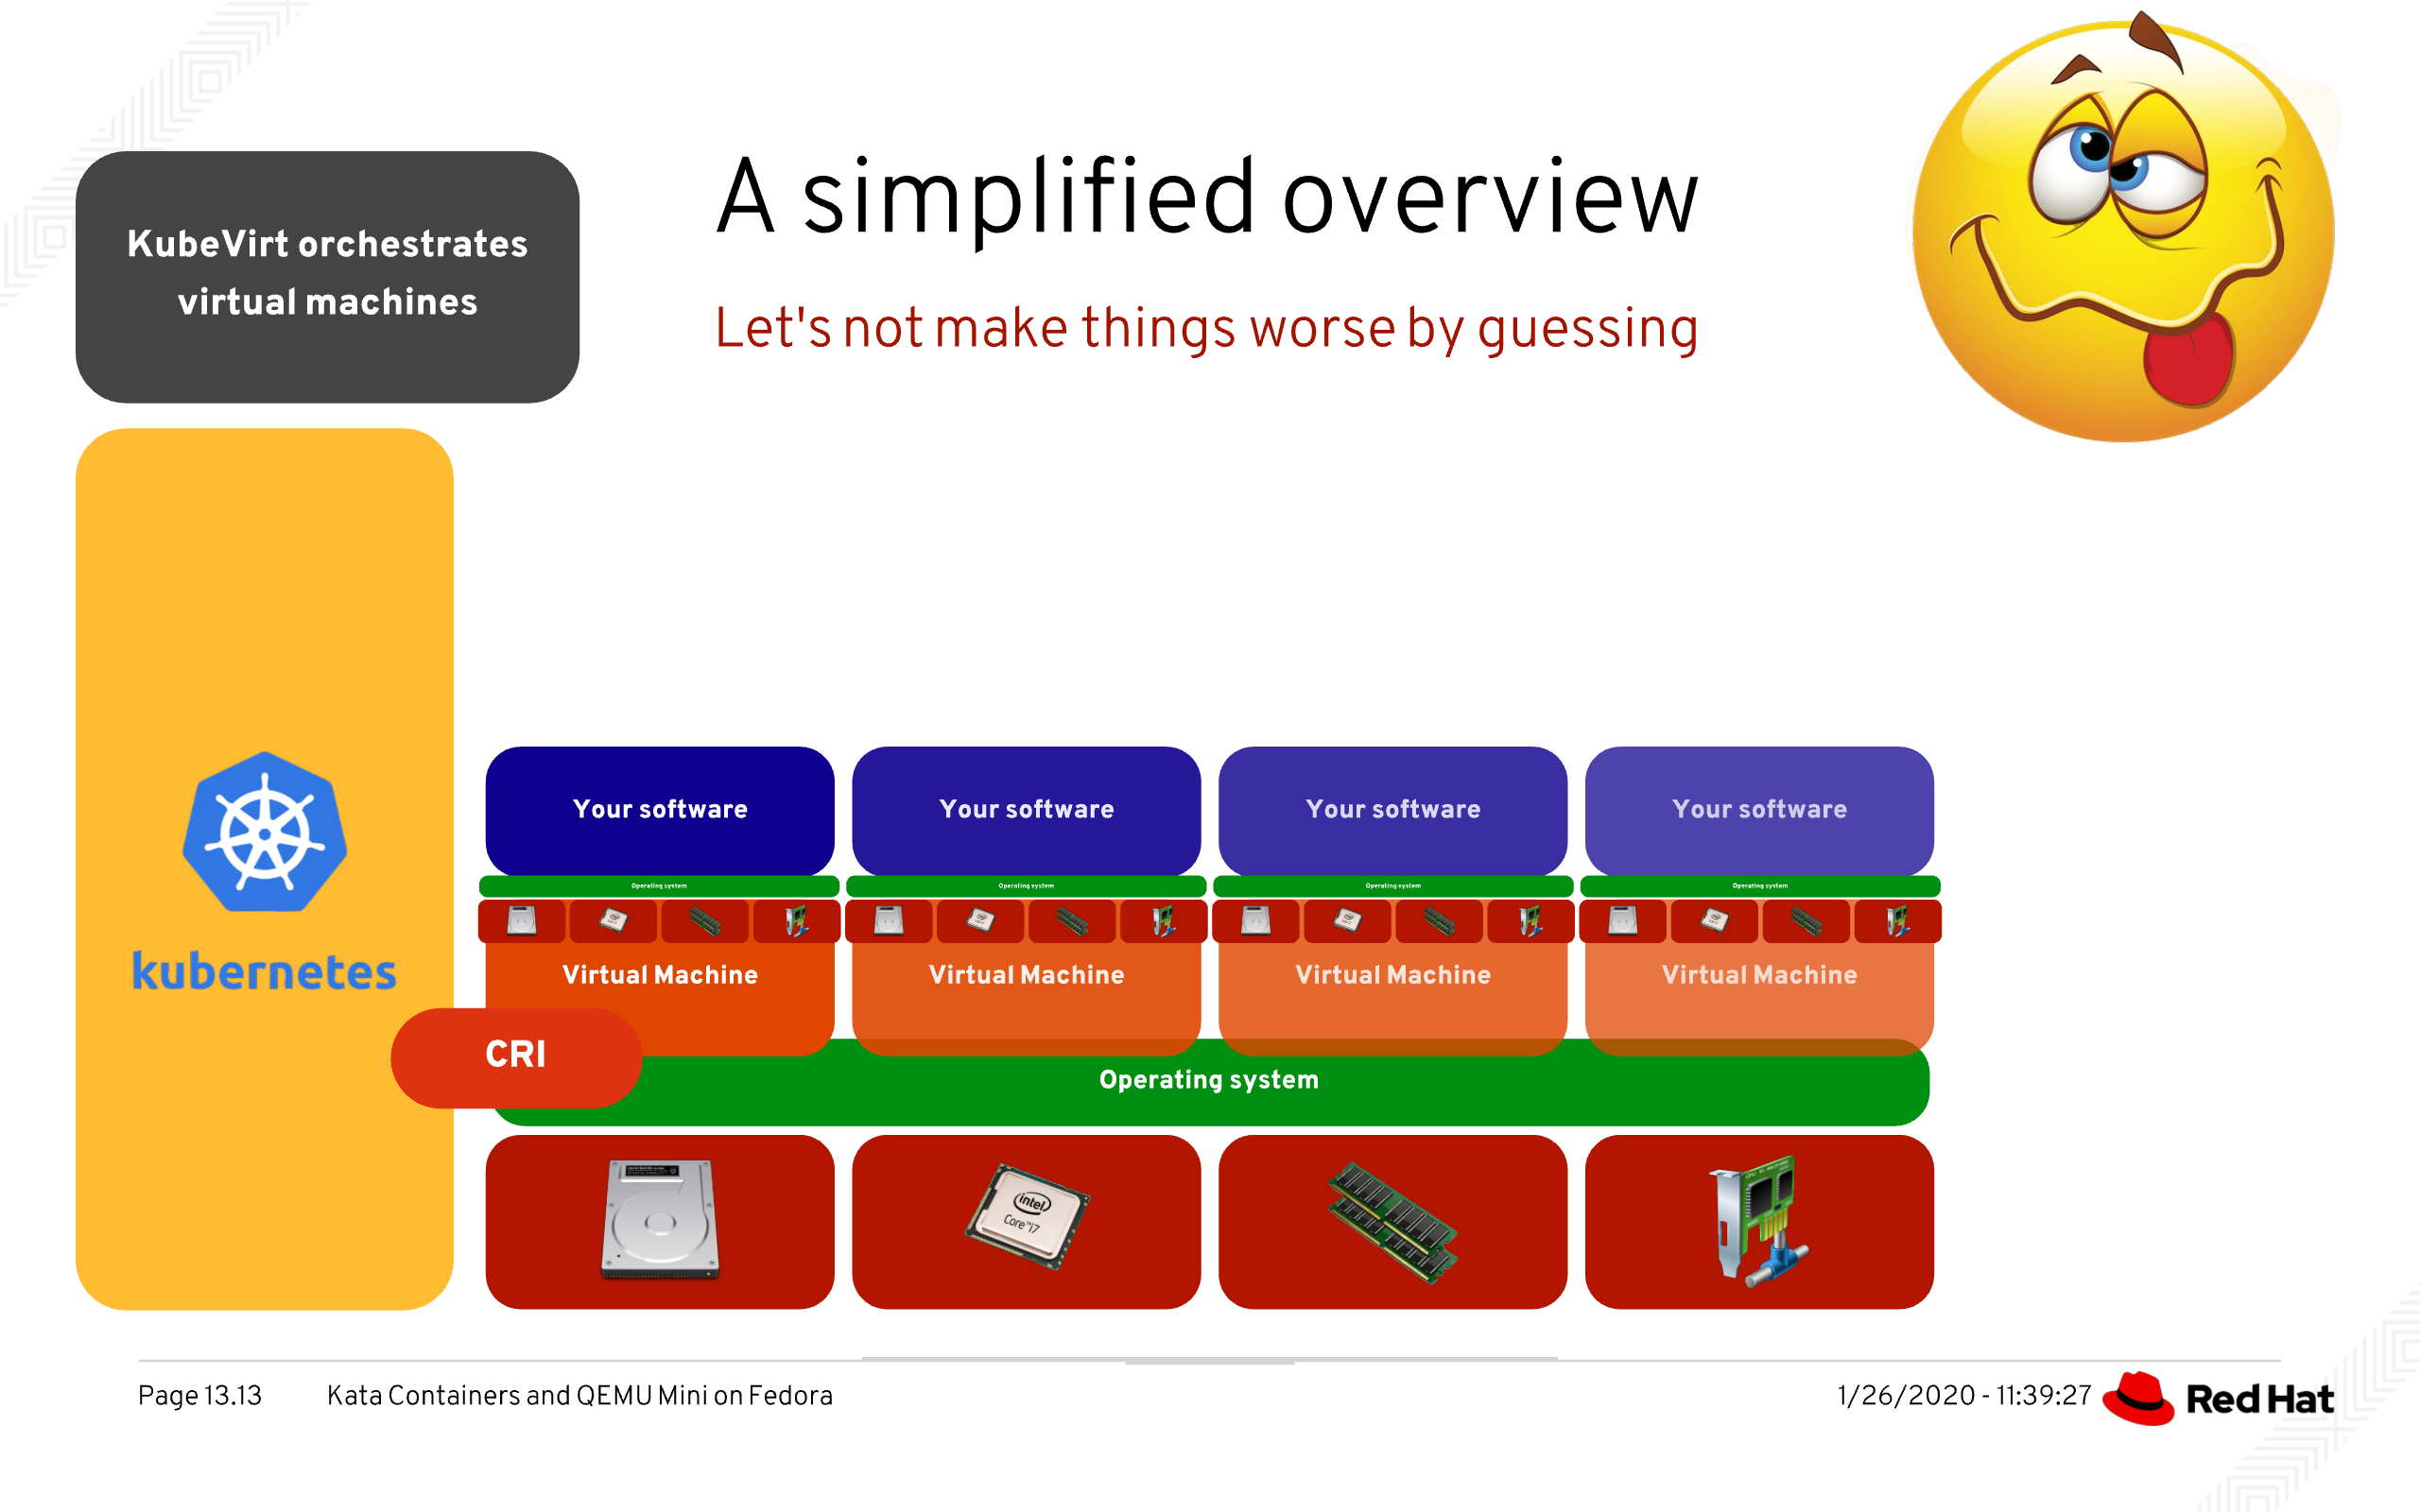 KubeVirt orchestrates
virtual machines
A simplified overview
Let's not make things worse by guessing
kubernetes
CRI
Your software
Your software
Your software
Your software
Operating system
Operating system
Operating system
Operating system
Virtual Machine
Virtual Machine
Virtual Machine
Virtual Machine
Operating system
intel
Core™i7
Page 13.13
Kata Containers and QEMU Mini on Fedora
1/26/2020 - 11:39:27
Red Hat